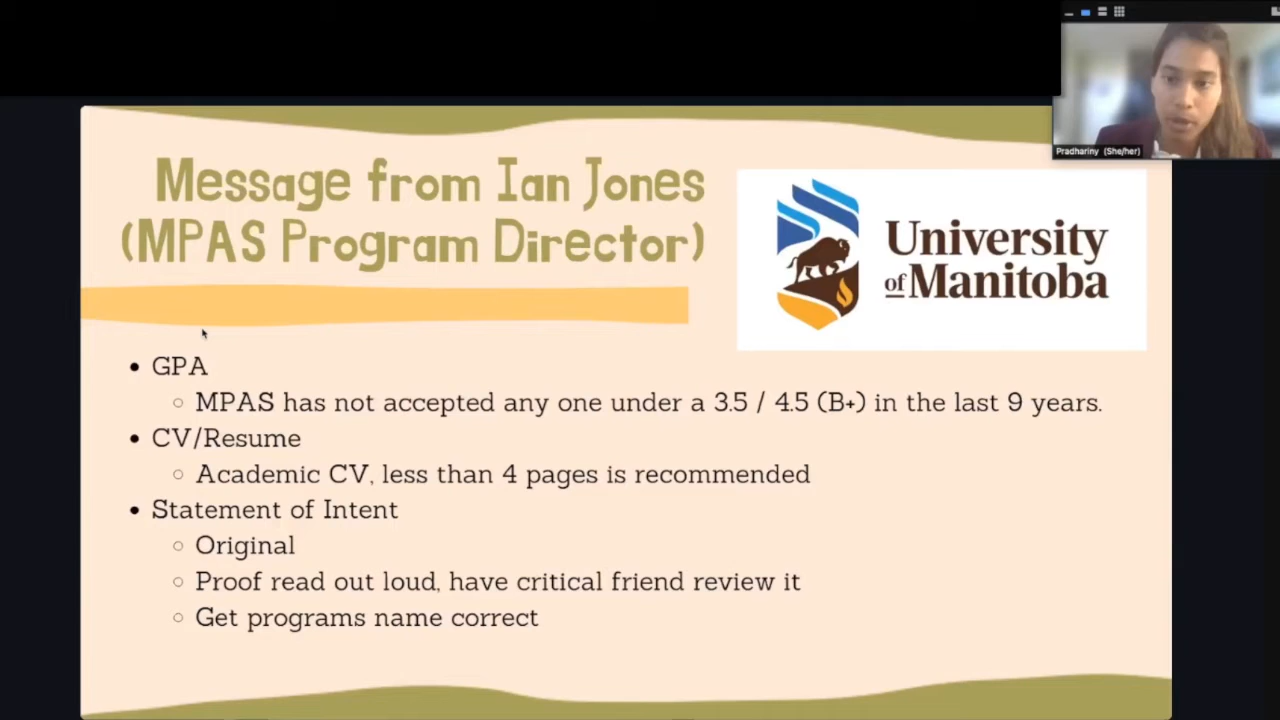 Pradhariny (She/her)
Message from Ian Jones
(MPAS Program Director)
University
of Manitoba
• GPA
○ MPAS has not accepted any one under a 3.5 / 4.5 (B+) in the last 9 years.
• CV/Resume
○ Academic CV, less than 4 pages is recommended
• Statement of Intent
○ Original
○ Proof read out loud, have critical friend review it
○ Get programs name correct